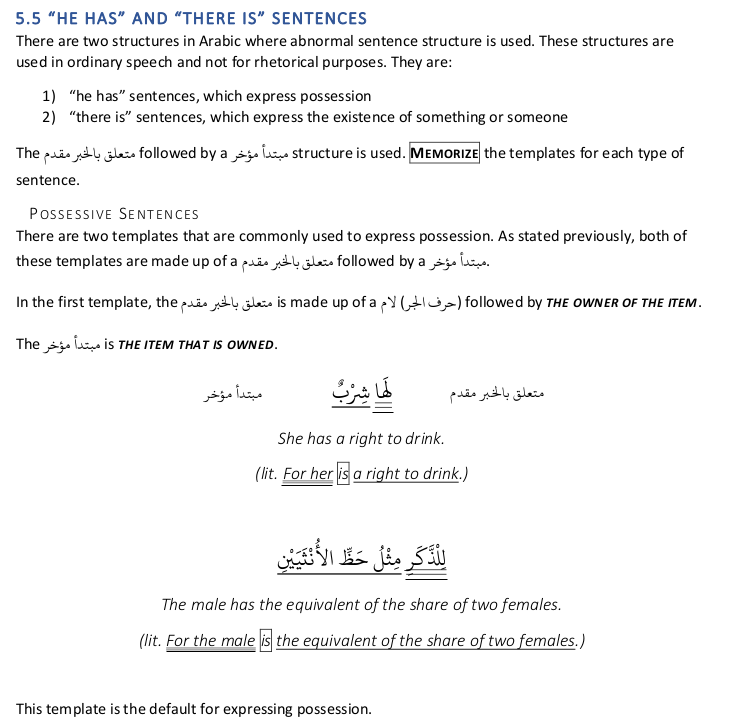 5.5 “HE HAS” AND “THERE IS” SENTENCES
There are two structures in Arabic where abnormal sentence structure is used. These structures are
used in ordinary speech and not for rhetorical purposes. They are:
1) “he has” sentences, which express possession
2) “there is” sentences, which express the existence of something or someone
The متعلق بالخبر مقدم followed by a مبتدأ مؤخر structure is used. MEMORIZE the templates for each type of
sentence.
POSSESSIVE SENTENCES
There are two templates that are commonly used to express possession. As stated previously, both of
these templates are made up of a متعلق بالخبر مقدم followed by a مبتدأ مؤخر.
In the first template, the متعلق بالخبر مقدم is made up of a لام (حرف الجر) followed by THE OWNER OF THE ITEM.
The مبتدأ مؤخر is THE ITEM THAT IS OWNED.
متعلق بالخبر مقدم لَهَا شِرْبٌ مبتدأ مؤخر
She has a right to drink.
(lit. For her is a right to drink.)
لِلْذَّكَرِ مِثْلُ حَظِّ الأُنْثَيَيْنِ
The male has the equivalent of the share of two females.
(lit. For the male is the equivalent of the share of two females.)
This template is the default for expressing possession.